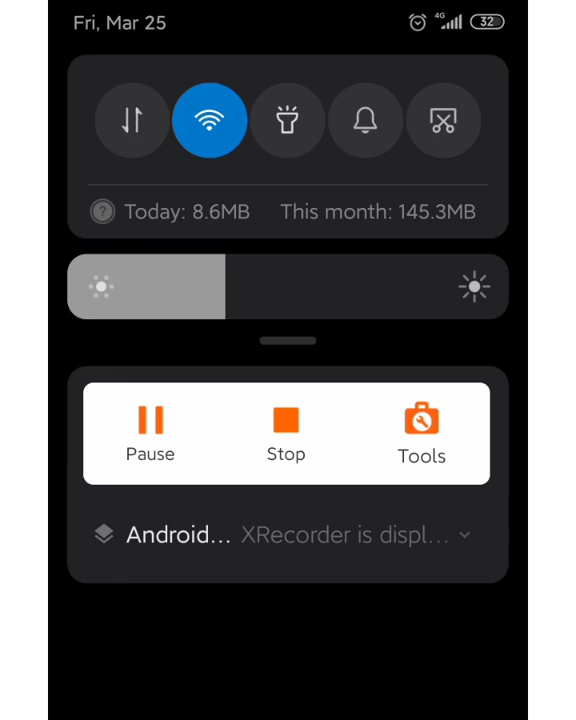 Fri, Mar 25 4G 32
Today: 8.6MB This month: 145.3MB
Pause Stop Tools
Android... XRecorder is displ...